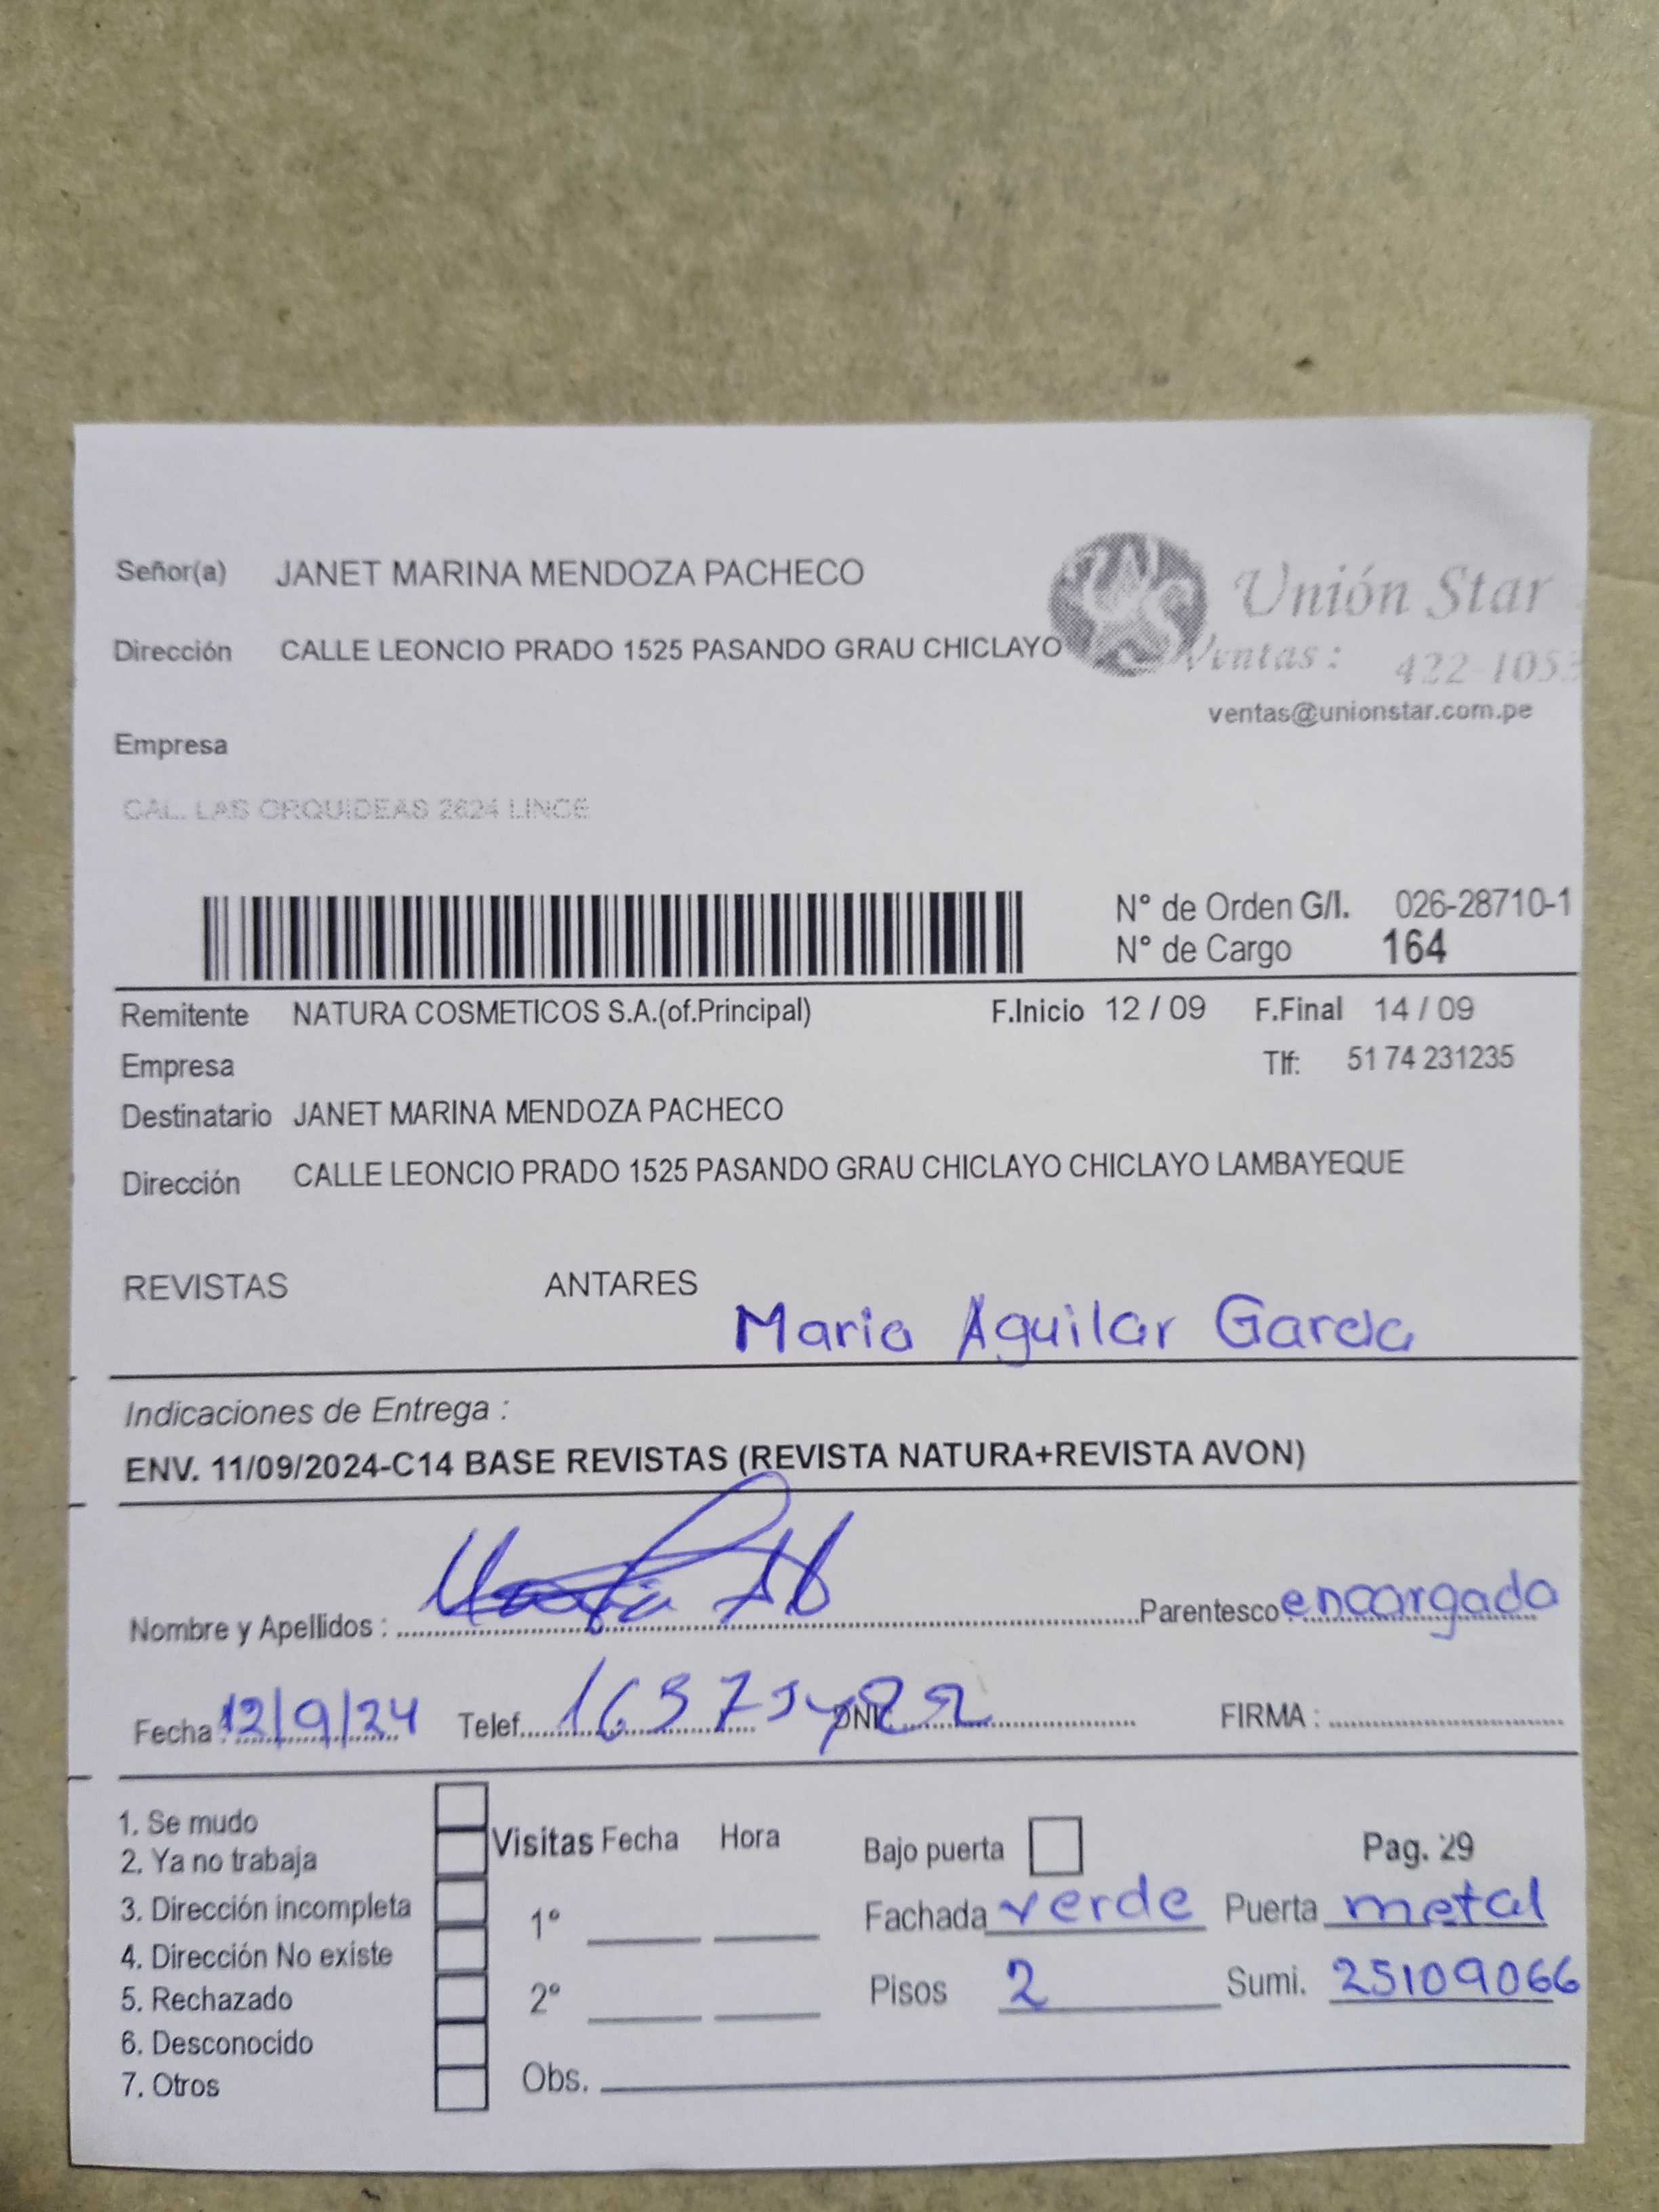 Señor(a) JANET MARINA MENDOZA PACHECO
Unión Star
Dirección CALLE LEONCIO PRADO 1525 PASANDO GRAU CHICLAYO
Ventas: 422-105
ventas@unionstar.com.pe
Empresa
CAL. LAS ORQUIDEAS 2624 LINCE
N° de Orden G/I. 026-28710-1
N° de Cargo 164
Remitente NATURA COSMETICOS S.A.(of.Principal) F.Inicio 12 / 09 F.Final 14 / 09
Empresa Tlf: 51 74 231235
Destinatario JANET MARINA MENDOZA PACHECO
Dirección CALLE LEONCIO PRADO 1525 PASANDO GRAU CHICLAYO CHICLAYO LAMBAYEQUE
REVISTAS ANTARES
Maria Aguilar Garcia
Indicaciones de Entrega :
ENV. 11/09/2024-C14 BASE REVISTAS (REVISTA NATURA+REVISTA AVON)
Nombre y Apellidos : Parentesco encargado
Fecha : 12/9/24 Telef. DNI FIRMA :
1. Se mudo
2. Ya no trabaja
3. Dirección incompleta
4. Dirección No existe
5. Rechazado
6. Desconocido
7. Otros
Visitas Fecha Hora
1°
2°
Bajo puerta Pag. 29
Fachada verde Puerta metal
Pisos 2 Sumi. 25109066
Obs.